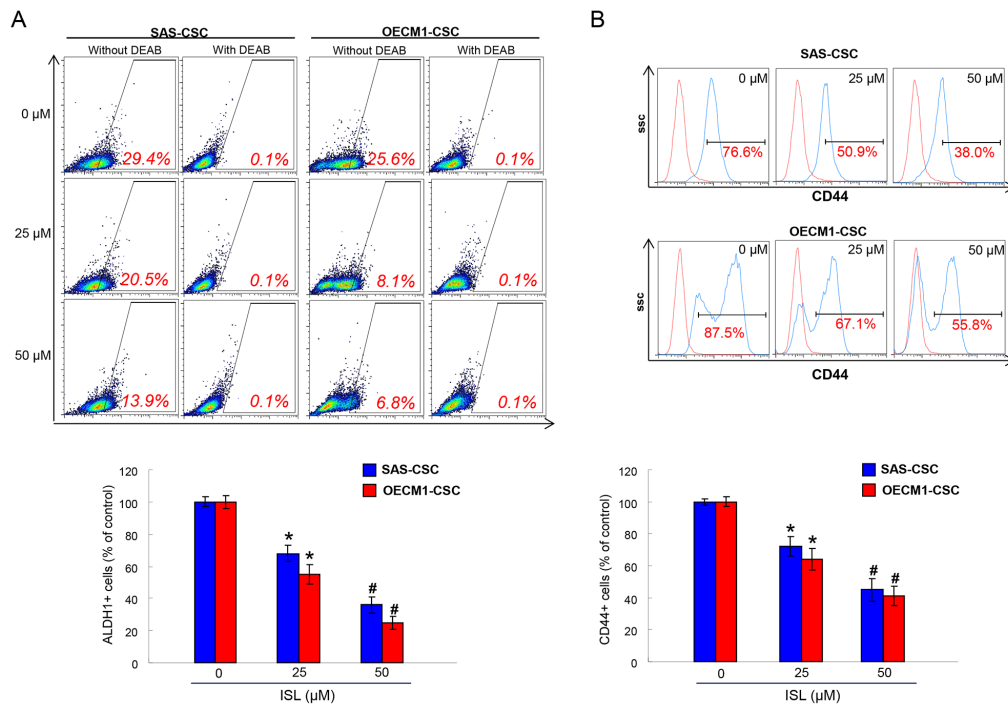 A
SAS-CSC OECM1-CSC
Without DEAB With DEAB Without DEAB With DEAB
0 μM
29.4% 0.1% 25.6% 0.1%
25 μM
20.5% 0.1% 8.1% 0.1%
50 μM
13.9% 0.1% 6.8% 0.1%
120
100
80
60
40
20
0
ALDH1+ cells (% of control)
SAS-CSC
OECM1-CSC
* *
# #
0 25 50
ISL (μM)
B
SAS-CSC
ssc
0 μM 25 μM 50 μM
76.6% 50.9% 38.0%
CD44
OECM1-CSC
ssc
0 μM 25 μM 50 μM
87.5% 67.1% 55.8%
CD44
120
100
80
60
40
20
0
CD44+ cells (% of control)
SAS-CSC
OECM1-CSC
* *
# #
0 25 50
ISL (μM)